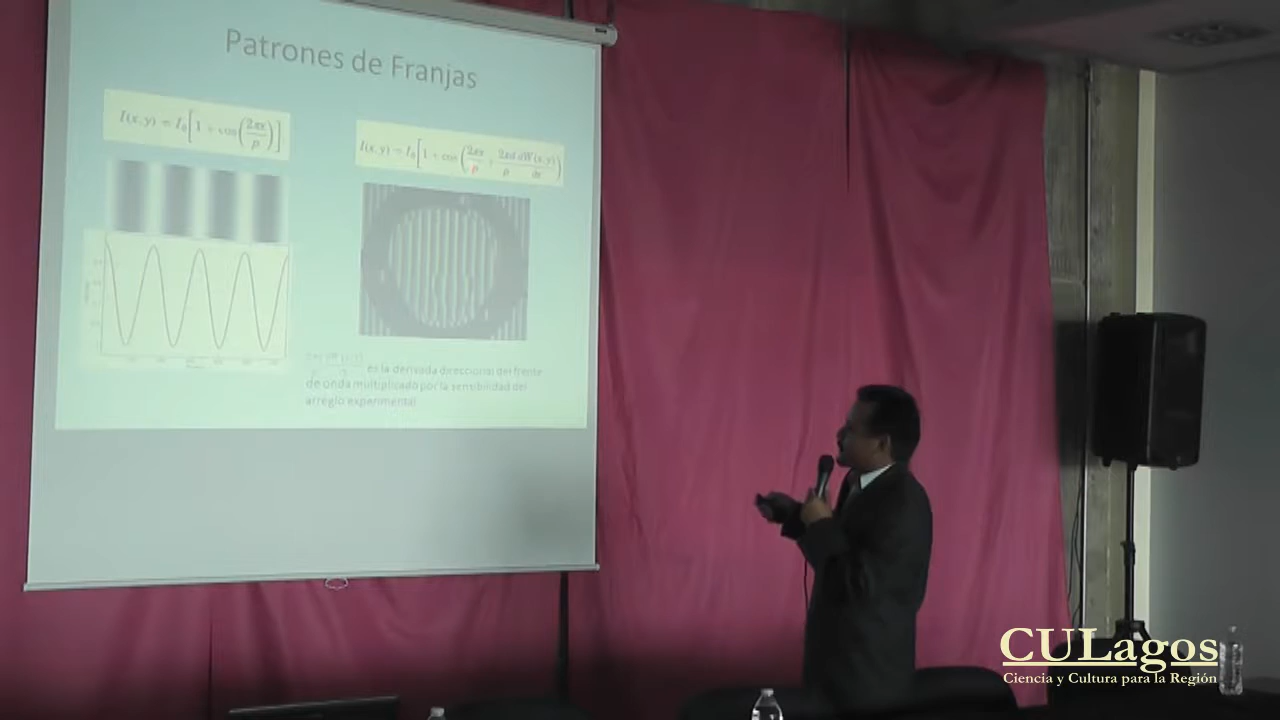 Patrones de Franjas
I(x,y) = I₀[1 + cos(2πx/p)]
I(x,y) = I₀[1 + cos(2πx/p + 2πd/p dW(x,y)/dx)]
es la derivada direccional del frente
de onda multiplicado por la sensibilidad del
arreglo experimental
CULagos
Ciencia y Cultura para la Región